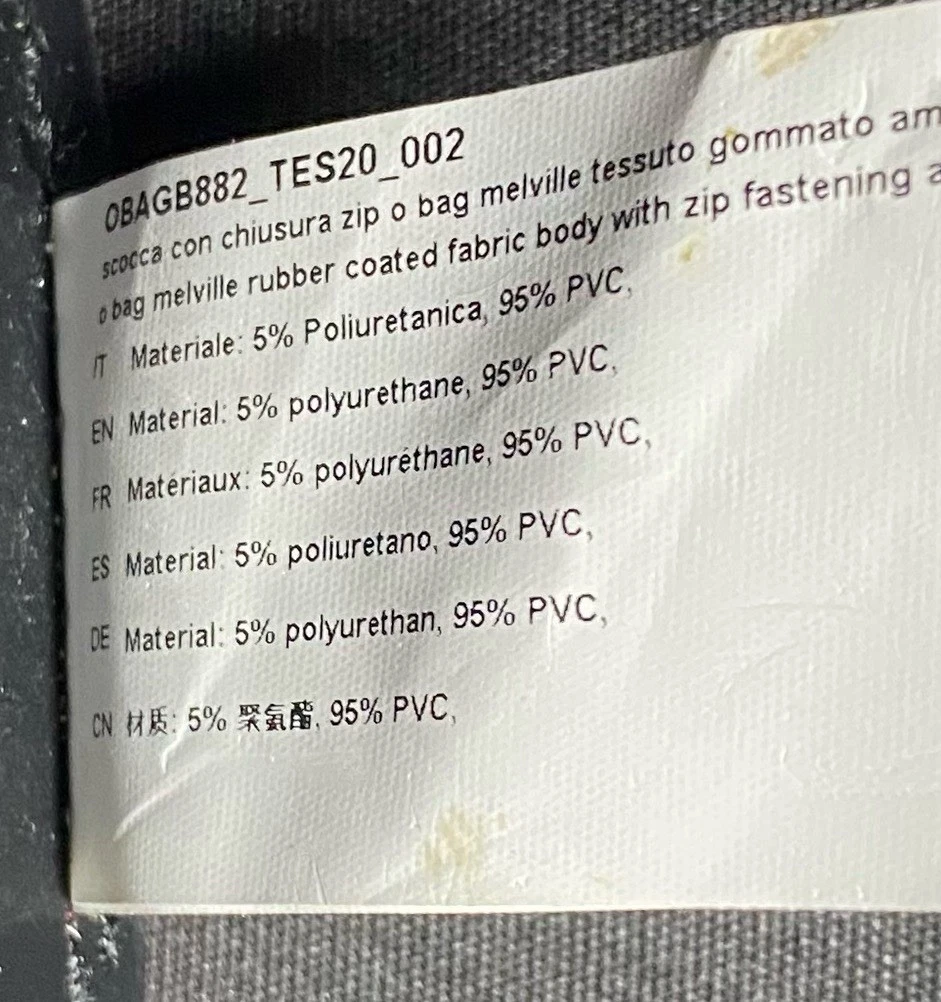 OBAGB882_TES20_002
scocca con chiusura zip o bag melville tessuto gommato am
o bag melville rubber coated fabric body with zip fastening a
IT Materiale: 5% Poliuretanica, 95% PVC,
EN Material: 5% polyurethane, 95% PVC,
FR Matériaux: 5% polyuréthane, 95% PVC,
ES Material: 5% poliuretano, 95% PVC,
DE Material: 5% polyurethan, 95% PVC,
CN 材质: 5% 聚氨酯, 95% PVC,